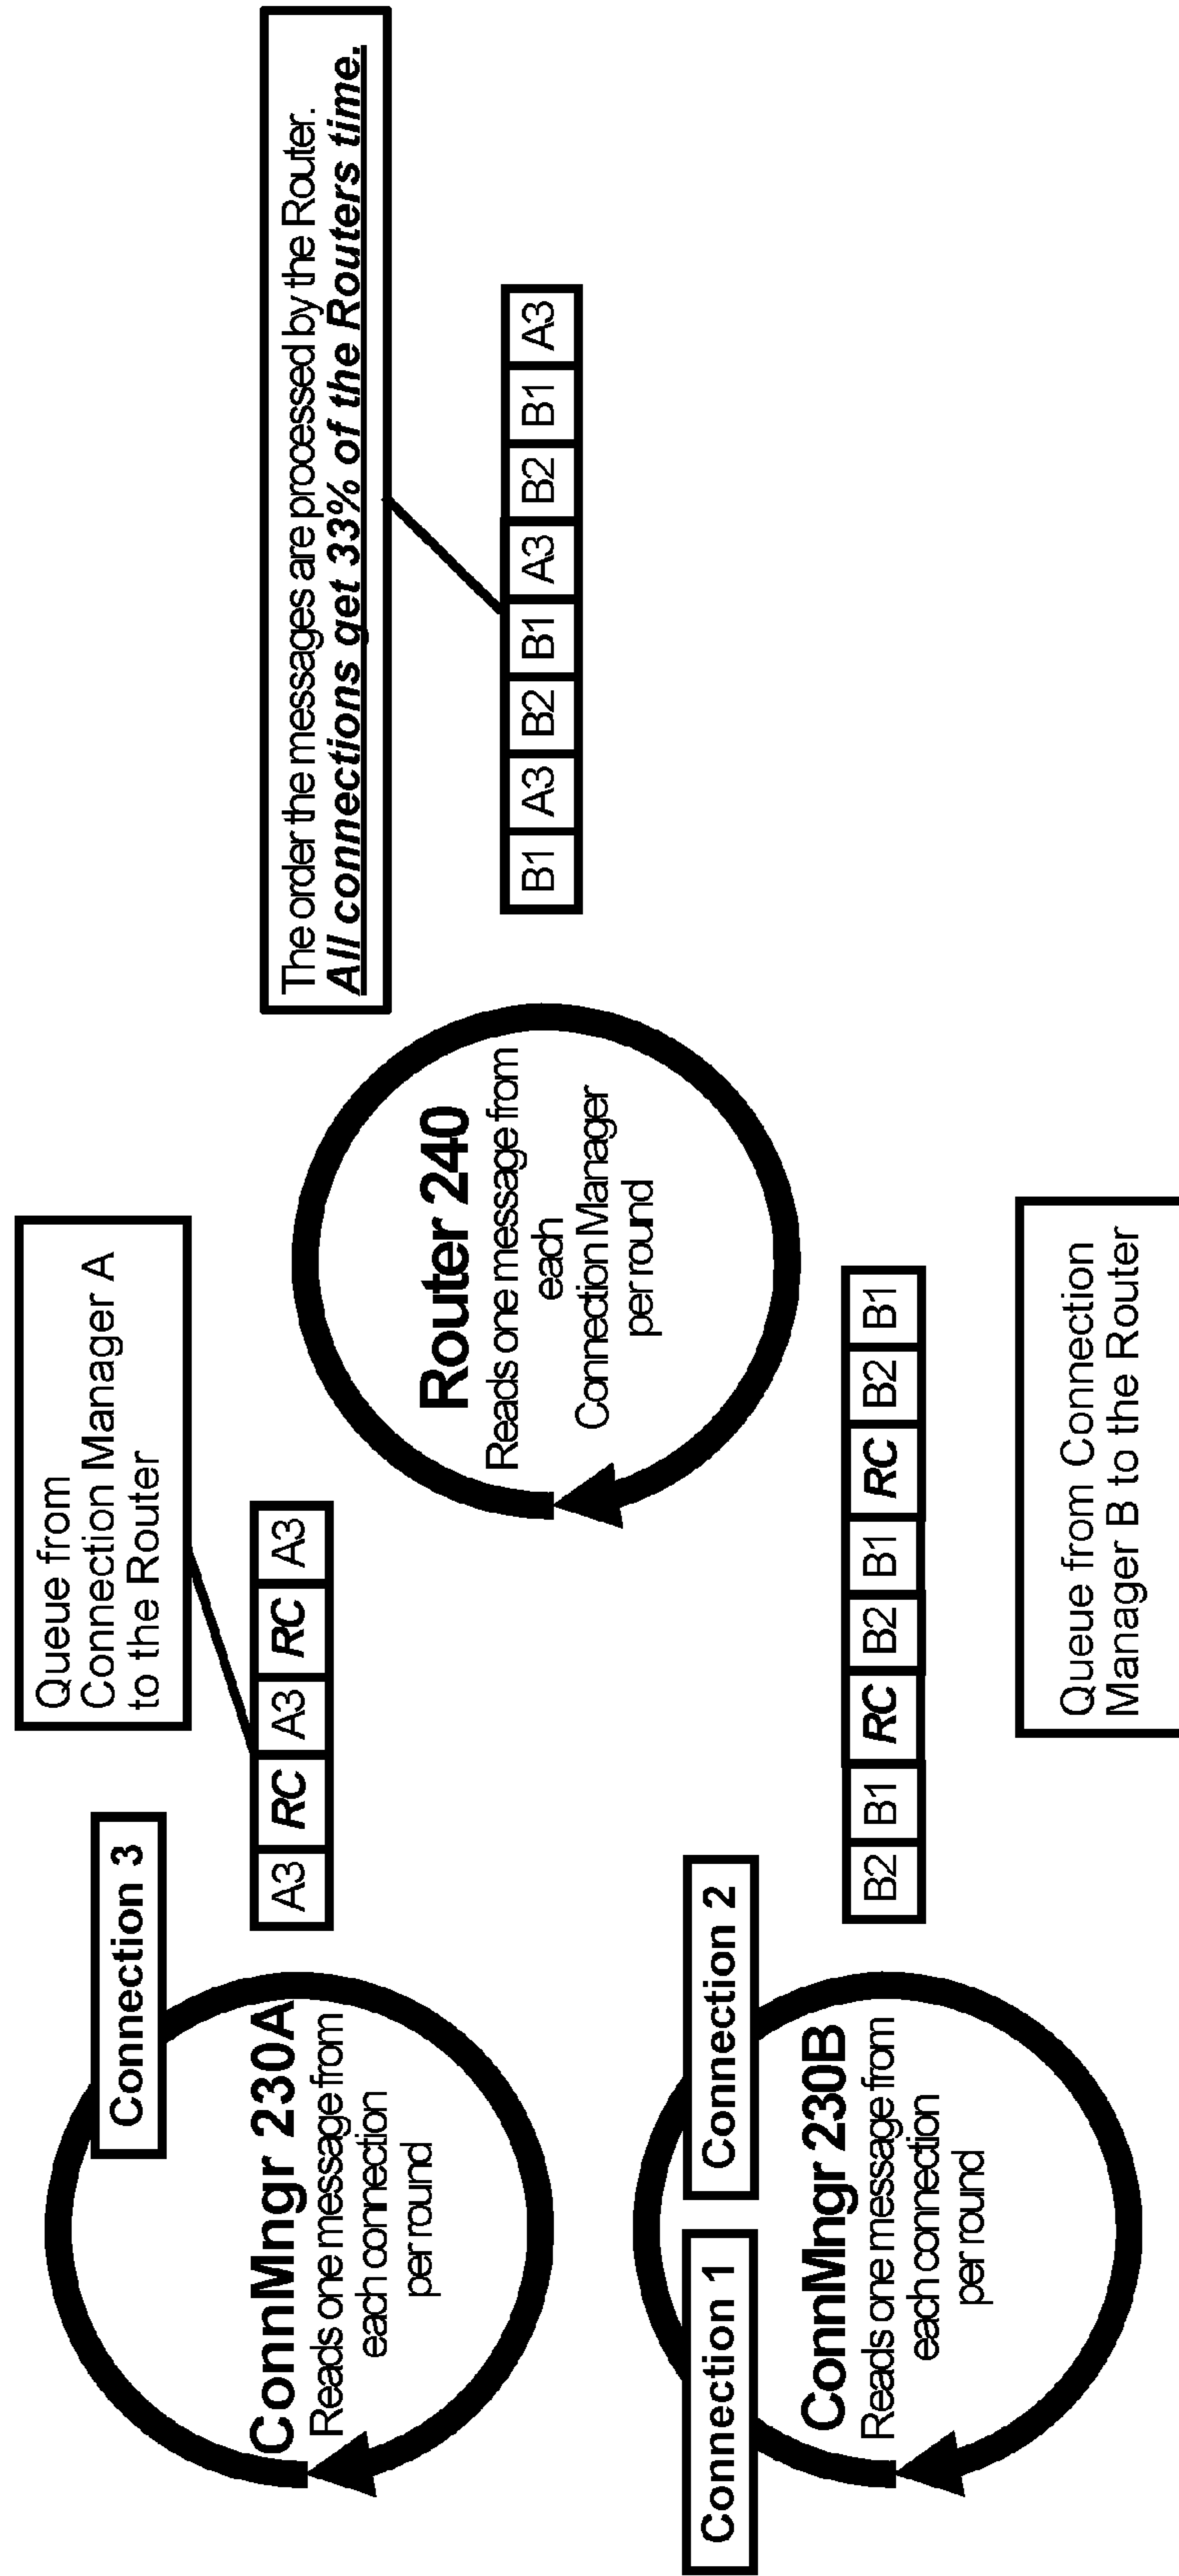 Queue from
Connection Manager A
to the Router
The order the messages are processed by the Router.
All connections get 33% of the Routers time.
Connection 3
ConnMngr 230A
Reads one message from
each connection
per round
A3 RC A3 RC A3
Router 240
Reads one message from
each
Connection Manager
per round
B1 A3 B2 B1 A3 B2 B1 A3
Connection 1
Connection 2
ConnMngr 230B
Reads one message from
each connection
per round
B2 B1 RC B2 B1 RC B2 B1
Queue from Connection
Manager B to the Router